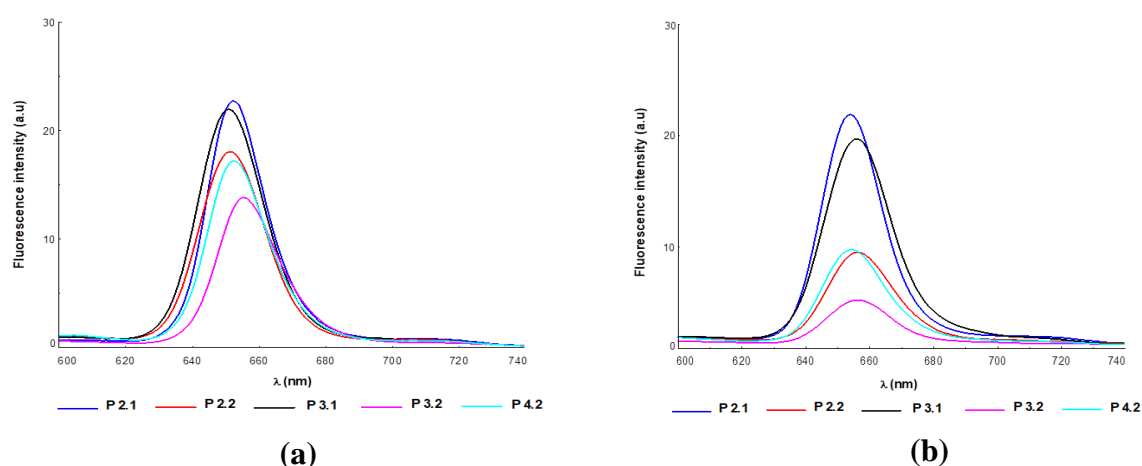 30
20
10
0
Fluorescence intensity (a.u)
600 620 640 660 680 700 720 740
λ (nm)
P 2.1 P 2.2 P 3.1 P 3.2 P 4.2
(a)
30
20
10
0
Fluorescence intensity (a.u)
600 620 640 660 680 700 720 740
λ (nm)
P 2.1 P 2.2 P 3.1 P 3.2 P 4.2
(b)